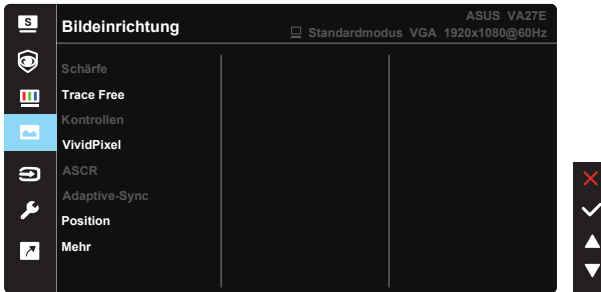 S
Bildeinrichtung
ASUS VA27E
Standardmodus VGA 1920x1080@60Hz
Schärfe
Trace Free
Kontrollen
VividPixel
ASCR
Adaptive-Sync
Position
Mehr